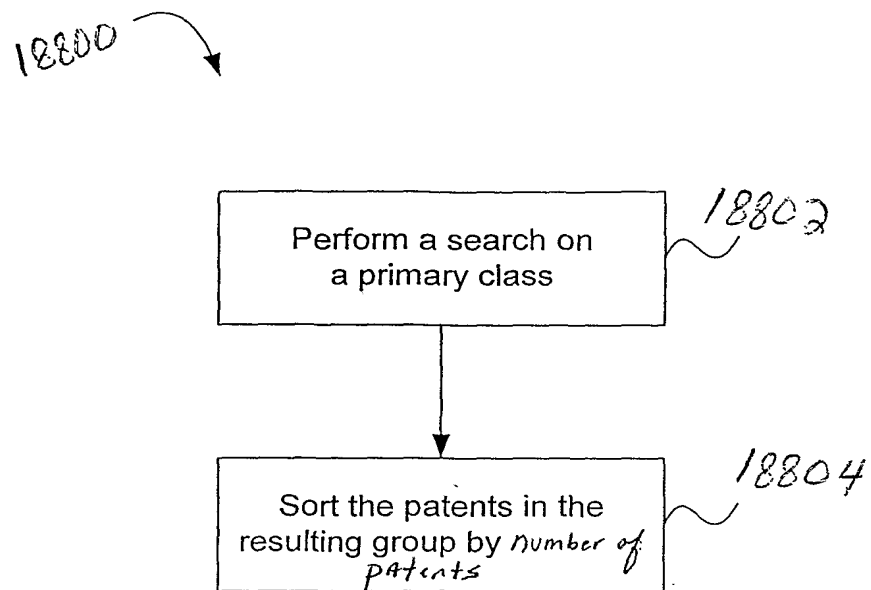 18800
Perform a search on
a primary class
18802
Sort the patents in the
resulting group by number of
patents
18804